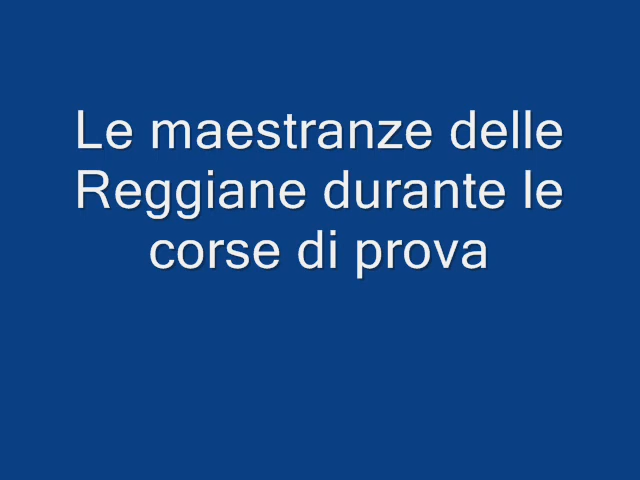 Le maestranze delle
Reggiane durante le
corse di prova